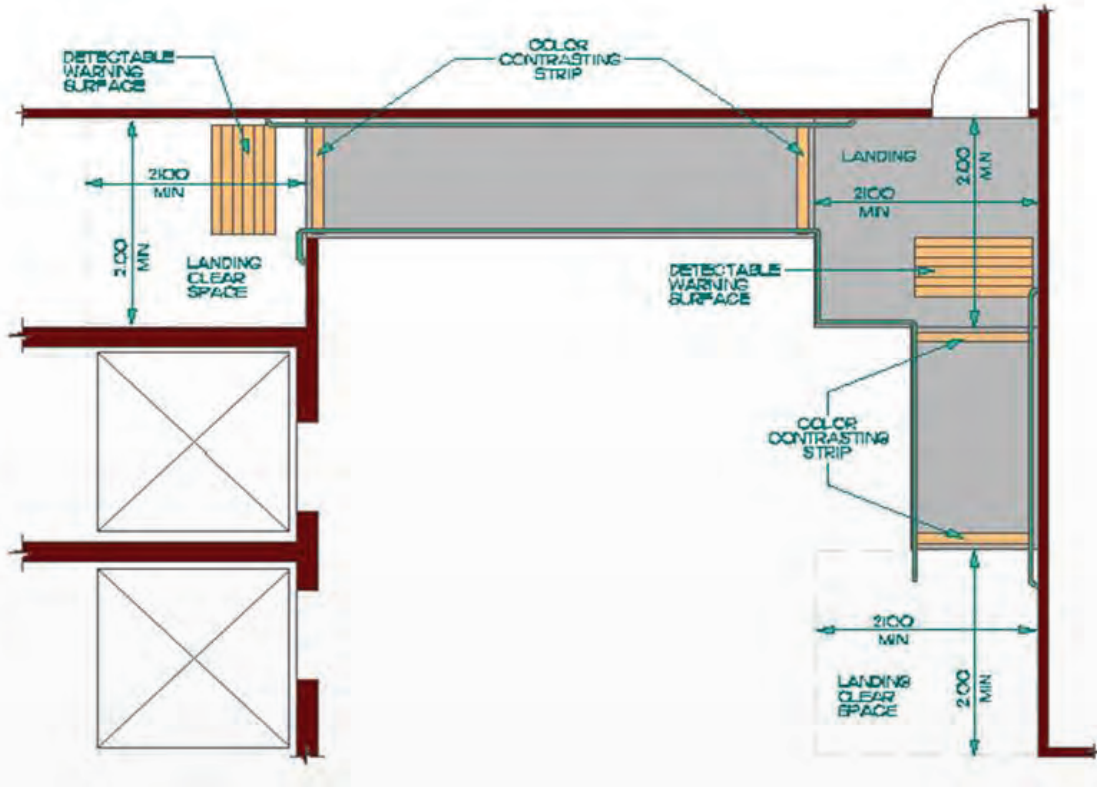 DETECTABLE
WARNING
SURFACE
COLOR
CONTRASTING
STRIP
2100
MIN
2100
MIN
LANDING
CLEAR
SPACE
LANDING
2100
MIN
2100
MIN
DETECTABLE
WARNING
SURFACE
COLOR
CONTRASTING
STRIP
2100
MIN
2100
MIN
LANDING
CLEAR
SPACE